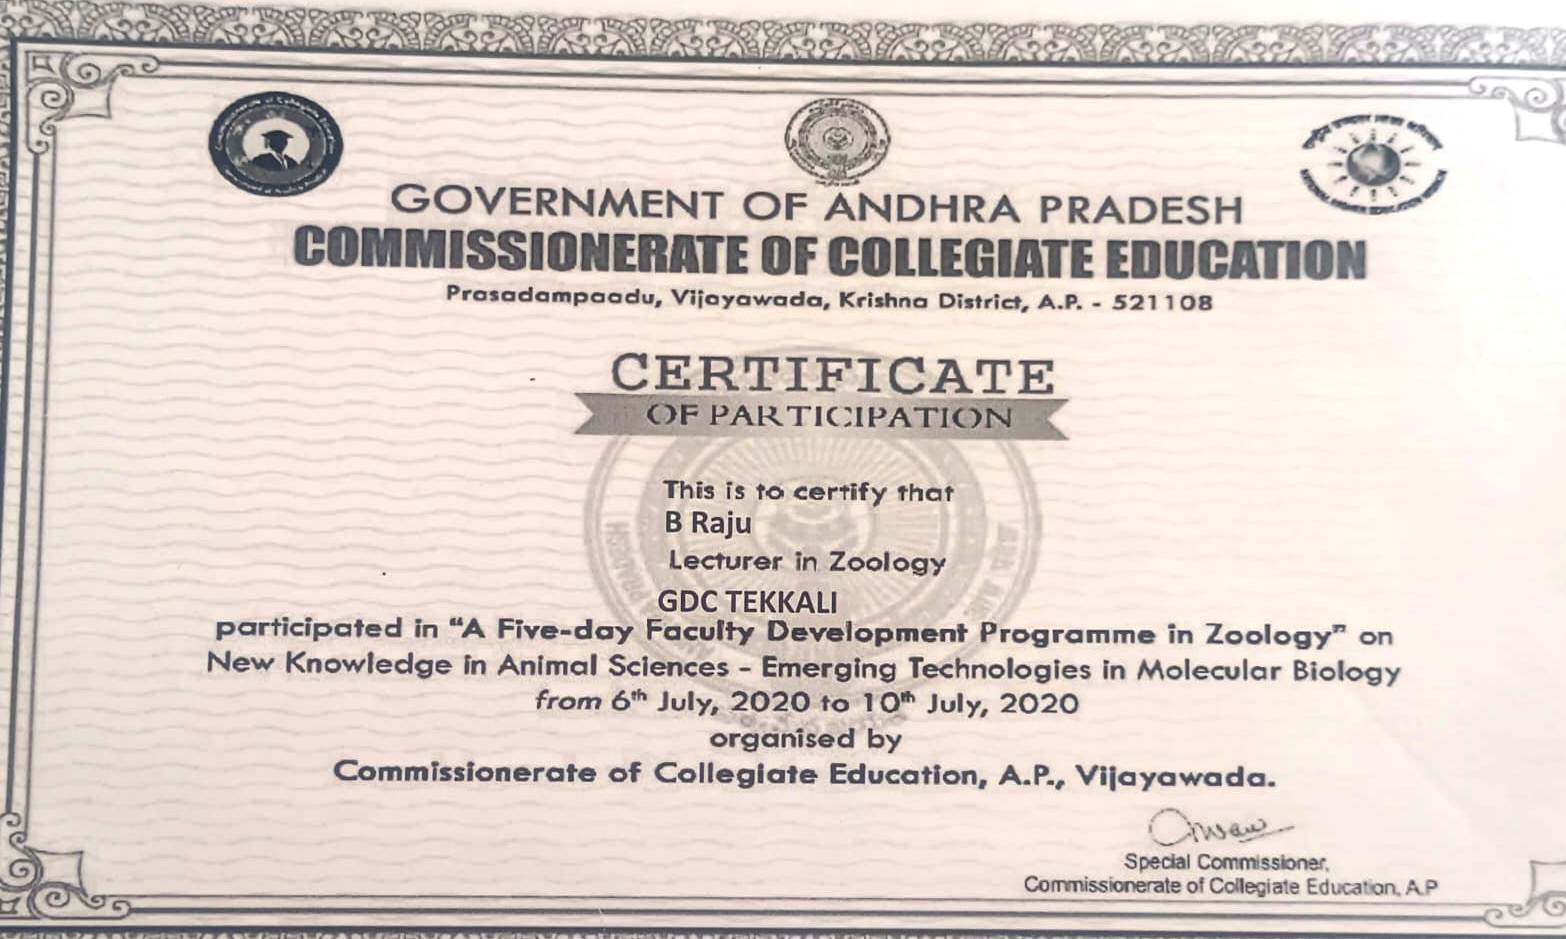 GOVERNMENT OF ANDHRA PRADESH
COMMISSIONERATE OF COLLEGIATE EDUCATION
Prasadampaadu, Vijayawada, Krishna District, A.P. - 521108
CERTIFICATE
OF PARTICIPATION
This is to certify that
B Raju
Lecturer in Zoology
GDC TEKKALI
participated in “A Five-day Faculty Development Programme in Zoology” on
New Knowledge in Animal Sciences - Emerging Technologies in Molecular Biology
from 6th July, 2020 to 10th July, 2020
organised by
Commissionerate of Collegiate Education, A.P., Vijayawada.
Special Commissioner,
Commissionerate of Collegiate Education, A.P